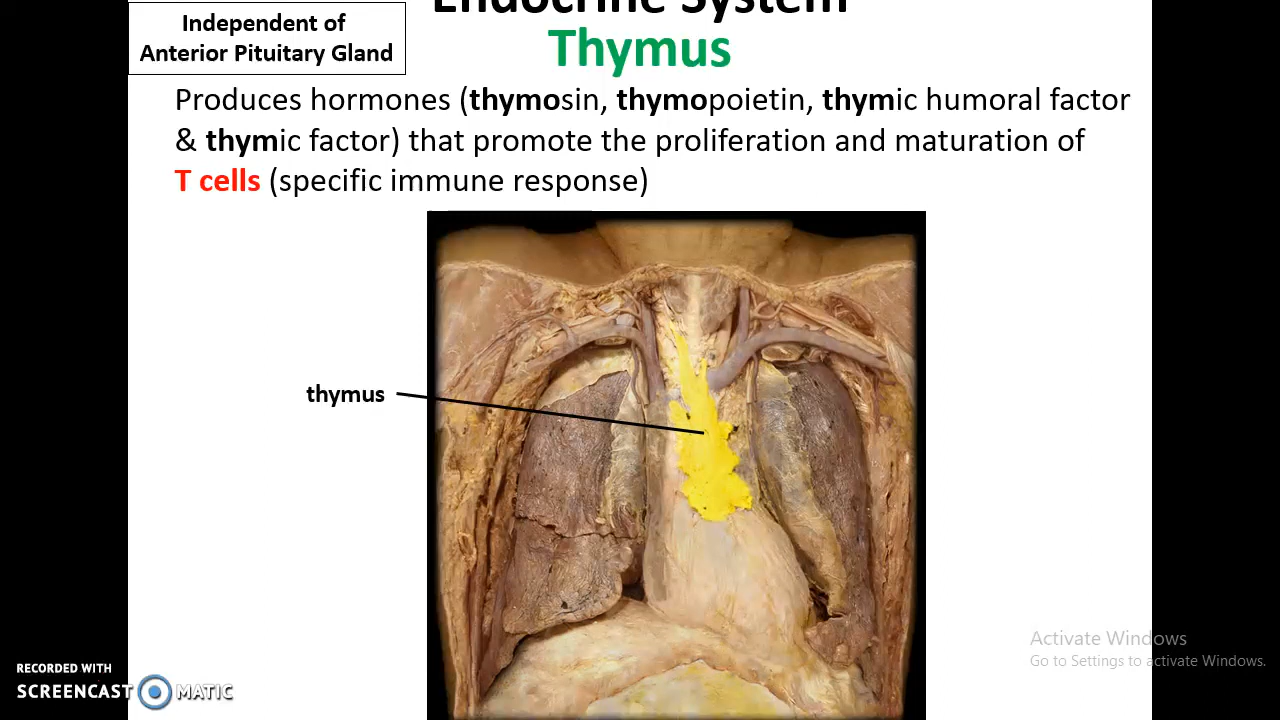 Independent of
Anterior Pituitary Gland
Endocrine System
Thymus
Produces hormones (thymosin, thymopoietin, thymic humoral factor
& thymic factor) that promote the proliferation and maturation of
T cells (specific immune response)
thymus
Activate Windows
Go to Settings to activate Windows.
RECORDED WITH
SCREENCAST MATIC